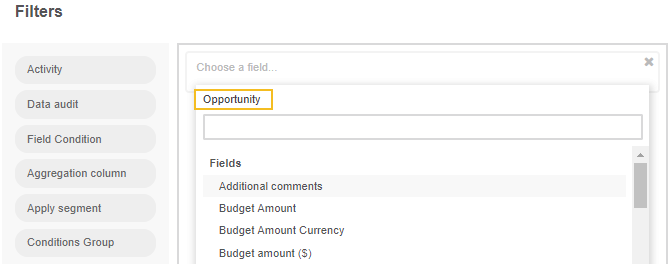 Filters
Activity
Data audit
Field Condition
Aggregation column
Apply segment
Conditions Group
Choose a field...
Opportunity
Fields
Additional comments
Budget Amount
Budget Amount Currency
Budget amount ($)